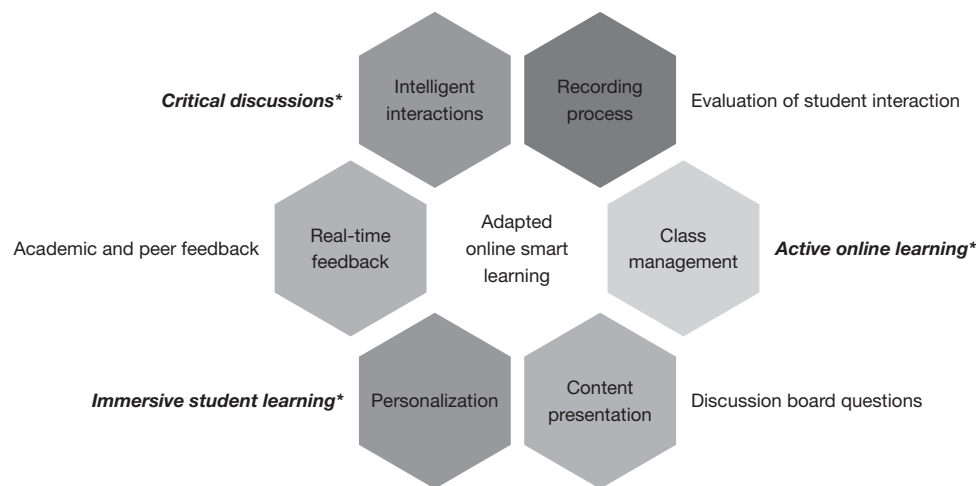 Critical discussions*
Intelligent
interactions
Recording
process
Evaluation of student interaction
Academic and peer feedback
Real-time
feedback
Adapted
online smart
learning
Class
management
Active online learning*
Immersive student learning*
Personalization
Content
presentation
Discussion board questions